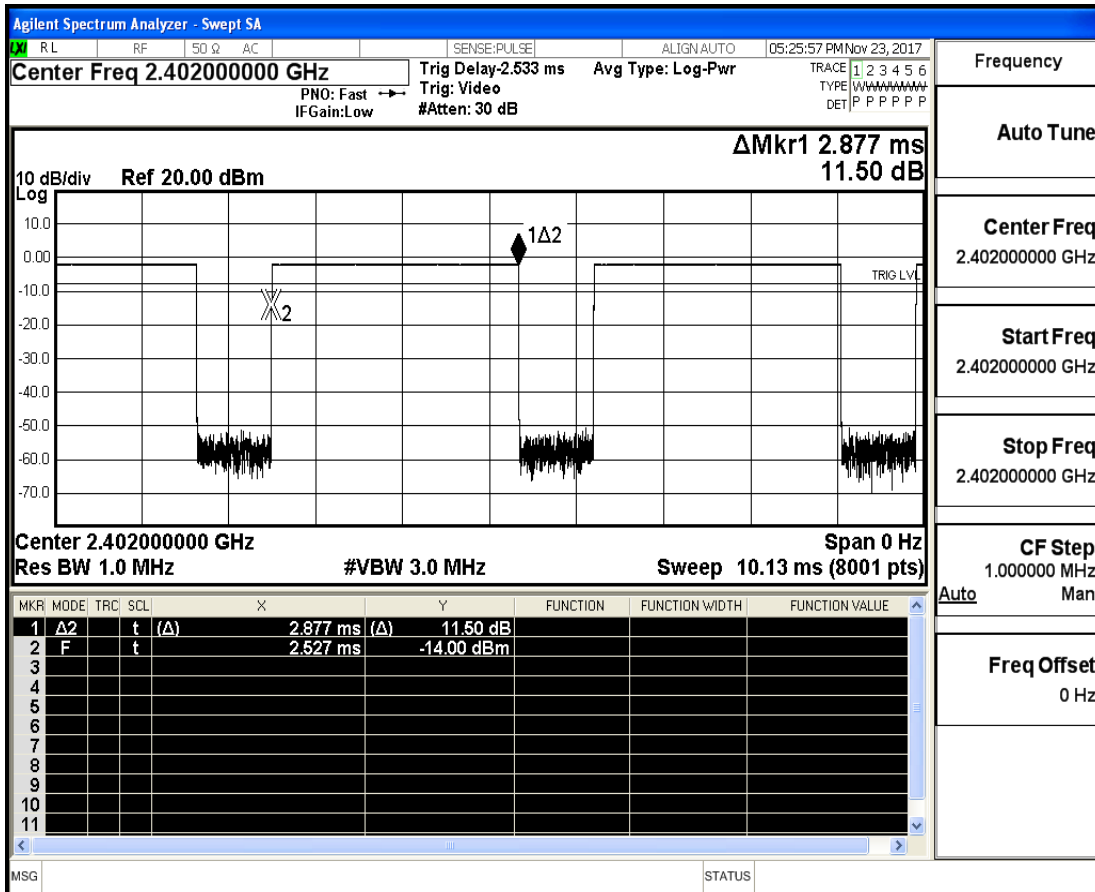 Agilent Spectrum Analyzer - Swept SA
LXI RL RF 50 Ω AC SENSE:PULSE ALIGN AUTO 05:25:57 PM Nov 23, 2017
Center Freq 2.402000000 GHz
PNO: Fast
IFGain:Low
Trig Delay-2.533 ms
Trig: Video
#Atten: 30 dB
Avg Type: Log-Pwr
TRACE 1 2 3 4 5 6
TYPE WWWWWW
DET P P P P P P
ΔMkr1 2.877 ms
11.50 dB
10 dB/div Ref 20.00 dBm
Log
10.0
0.00
-10.0
-20.0
-30.0
-40.0
-50.0
-60.0
-70.0
1Δ2
TRIG LVL
2
Center 2.402000000 GHz Span 0 Hz
Res BW 1.0 MHz #VBW 3.0 MHz Sweep 10.13 ms (8001 pts)
MKR MODE TRC SCL X Y FUNCTION FUNCTION WIDTH FUNCTION VALUE
1 Δ2 t (Δ) 2.877 ms (Δ) 11.50 dB
2 F t 2.527 ms -14.00 dBm
3
4
5
6
7
8
9
10
11
MSG STATUS
Frequency
Auto Tune
Center Freq
2.402000000 GHz
Start Freq
2.402000000 GHz
Stop Freq
2.402000000 GHz
CF Step
1.000000 MHz
Auto Man
Freq Offset
0 Hz